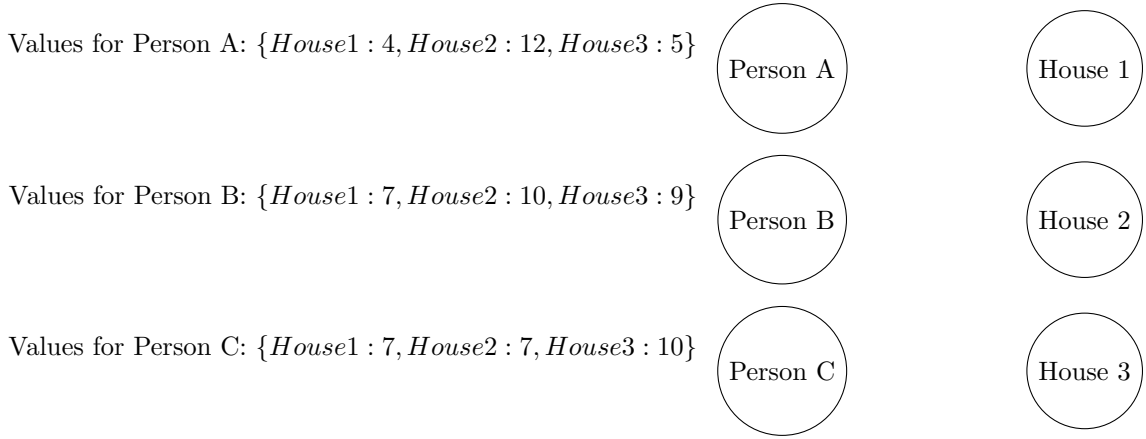 Values for Person A: {House1 : 4, House2 : 12, House3 : 5}
Person A
House 1
Values for Person B: {House1 : 7, House2 : 10, House3 : 9}
Person B
House 2
Values for Person C: {House1 : 7, House2 : 7, House3 : 10}
Person C
House 3